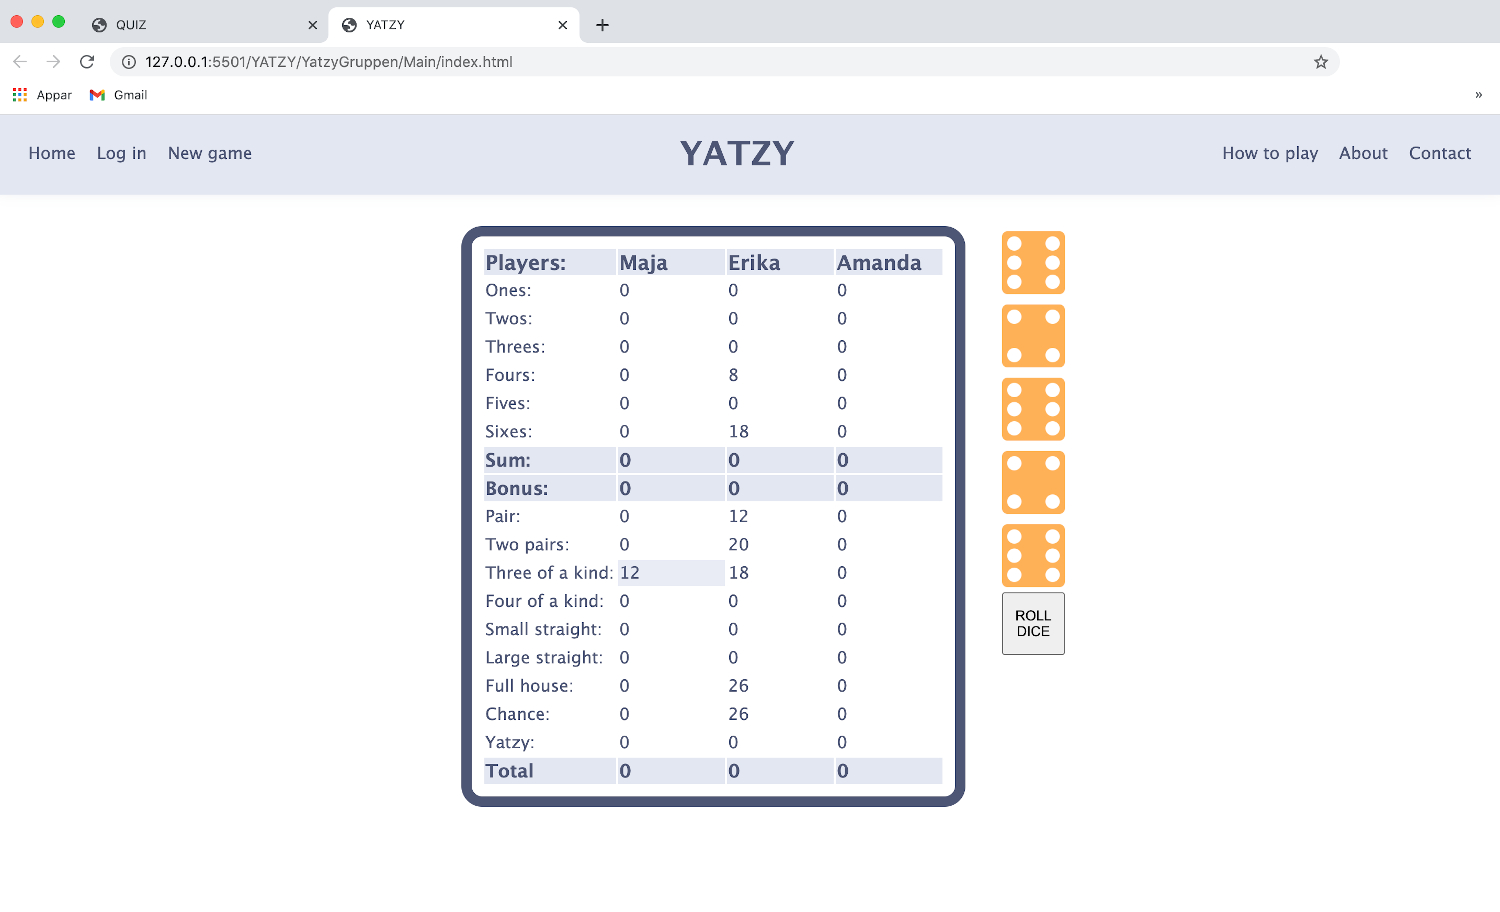 QUIZ YATZY
127.0.0.1:5501/YATZY/YatzyGruppen/Main/index.html
Appar Gmail »
Home Log in New game YATZY How to play About Contact
Players: Maja Erika Amanda
Ones: 0 0 0
Twos: 0 0 0
Threes: 0 0 0
Fours: 0 8 0
Fives: 0 0 0
Sixes: 0 18 0
Sum: 0 0 0
Bonus: 0 0 0
Pair: 0 12 0
Two pairs: 0 20 0
Three of a kind: 12 18 0
Four of a kind: 0 0 0
Small straight: 0 0 0
Large straight: 0 0 0
Full house: 0 26 0
Chance: 0 26 0
Yatzy: 0 0 0
Total 0 0 0
ROLL
DICE